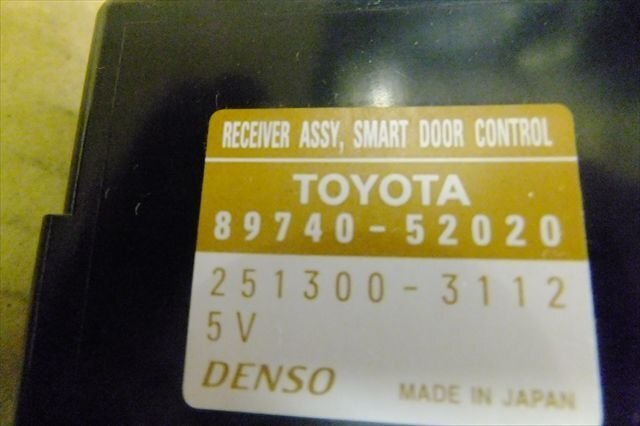 RECEIVER ASSY, SMART DOOR CONTROL
TOYOTA
89740-52020
251300-3112
5V
DENSO
MADE IN JAPAN